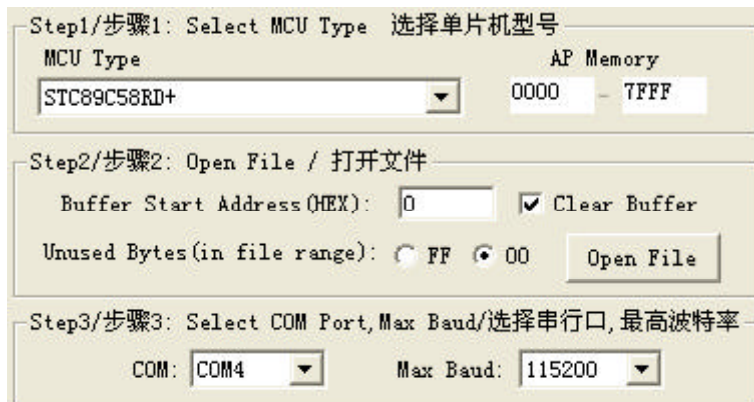 Step1/步骤1: Select MCU Type 选择单片机型号
MCU Type AP Memory
STC89C58RD+ 0000 - 7FFF
Step2/步骤2: Open File / 打开文件
Buffer Start Address(HEX): 0 Clear Buffer
Unused Bytes(in file range): FF 00 Open File
Step3/步骤3: Select COM Port,Max Baud/选择串行口,最高波特率
COM: COM4 Max Baud: 115200